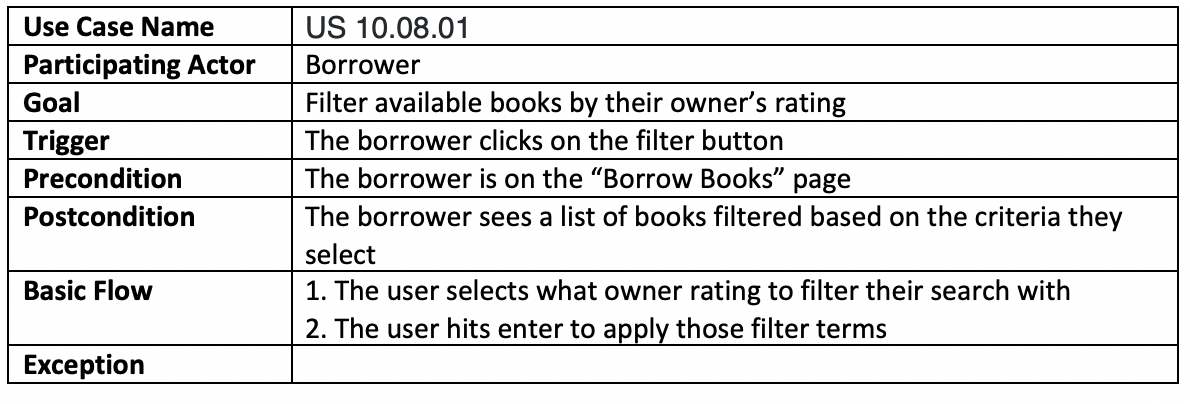 Use Case Name US 10.08.01
Participating Actor Borrower
Goal Filter available books by their owner’s rating
Trigger The borrower clicks on the filter button
Precondition The borrower is on the “Borrow Books” page
Postcondition The borrower sees a list of books filtered based on the criteria they
select
Basic Flow 1. The user selects what owner rating to filter their search with
2. The user hits enter to apply those filter terms
Exception